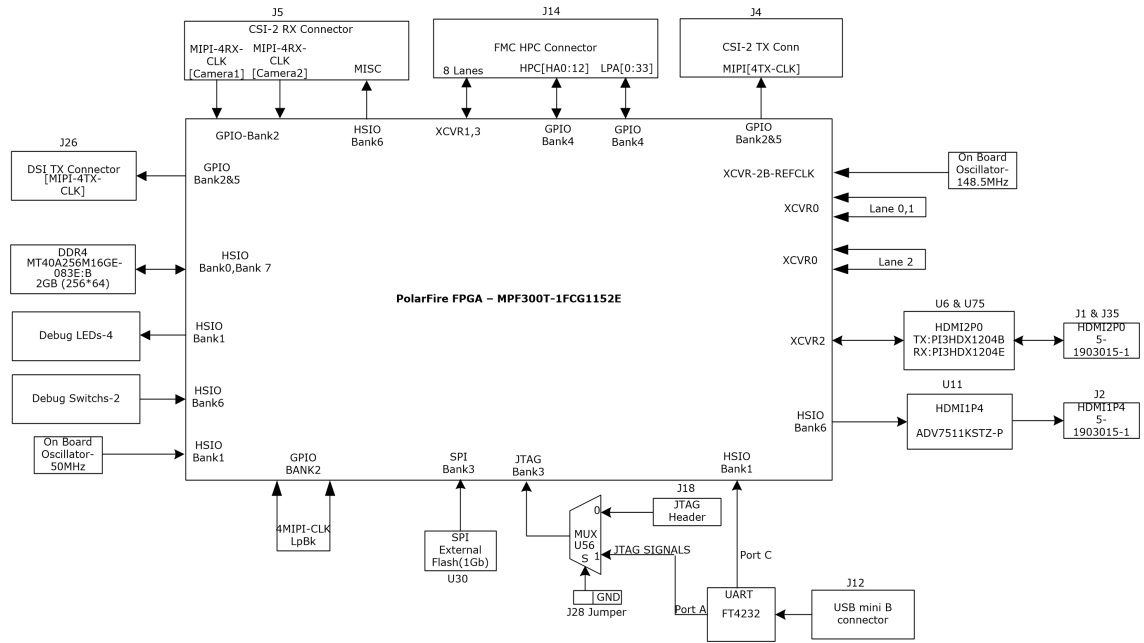 J5
CSI-2 RX Connector
MIPI-4RX-
CLK
[Camera1]
MIPI-4RX-
CLK
[Camera2]
MISC
J14
FMC HPC Connector
8 Lanes
HPC[HA0:12]
LPA[0:33]
J4
CSI-2 TX Conn
MIPI[4TX-CLK]
GPIO-Bank2
HSIO
Bank6
XCVR1,3
GPIO
Bank4
GPIO
Bank4
GPIO
Bank2&5
J26
DSI TX Connector
[MIPI-4TX-
CLK]
GPIO
Bank2&5
XCVR-2B-REFCLK
On Board
Oscillator-
148.5MHz
XCVR0
Lane 0,1
DDR4
MT40A256M16GE-
083E:B
2GB (256*64)
HSIO
Bank0,Bank 7
XCVR0
Lane 2
PolarFire FPGA – MPF300T-1FCG1152E
Debug LEDs-4
HSIO
Bank1
XCVR2
U6 & U75
HDMI2P0
TX:PI3HDX1204B
RX:PI3HDX1204E
J1 & J35
HDMI2P0
5-
1903015-1
Debug Switchs-2
HSIO
Bank6
HSIO
Bank6
U11
HDMI1P4
ADV7511KSTZ-P
J2
HDMI1P4
5-
1903015-1
On Board
Oscillator-
50MHz
HSIO
Bank1
GPIO
BANK2
SPI
Bank3
JTAG
Bank3
HSIO
Bank1
4MIPI-CLK
LpBk
SPI
External
Flash(1Gb)
U30
0
MUX
U56
S 1
J18
JTAG
Header
JTAG SIGNALS
Port C
GND
J28 Jumper
Port A
UART
FT4232
J12
USB mini B
connector